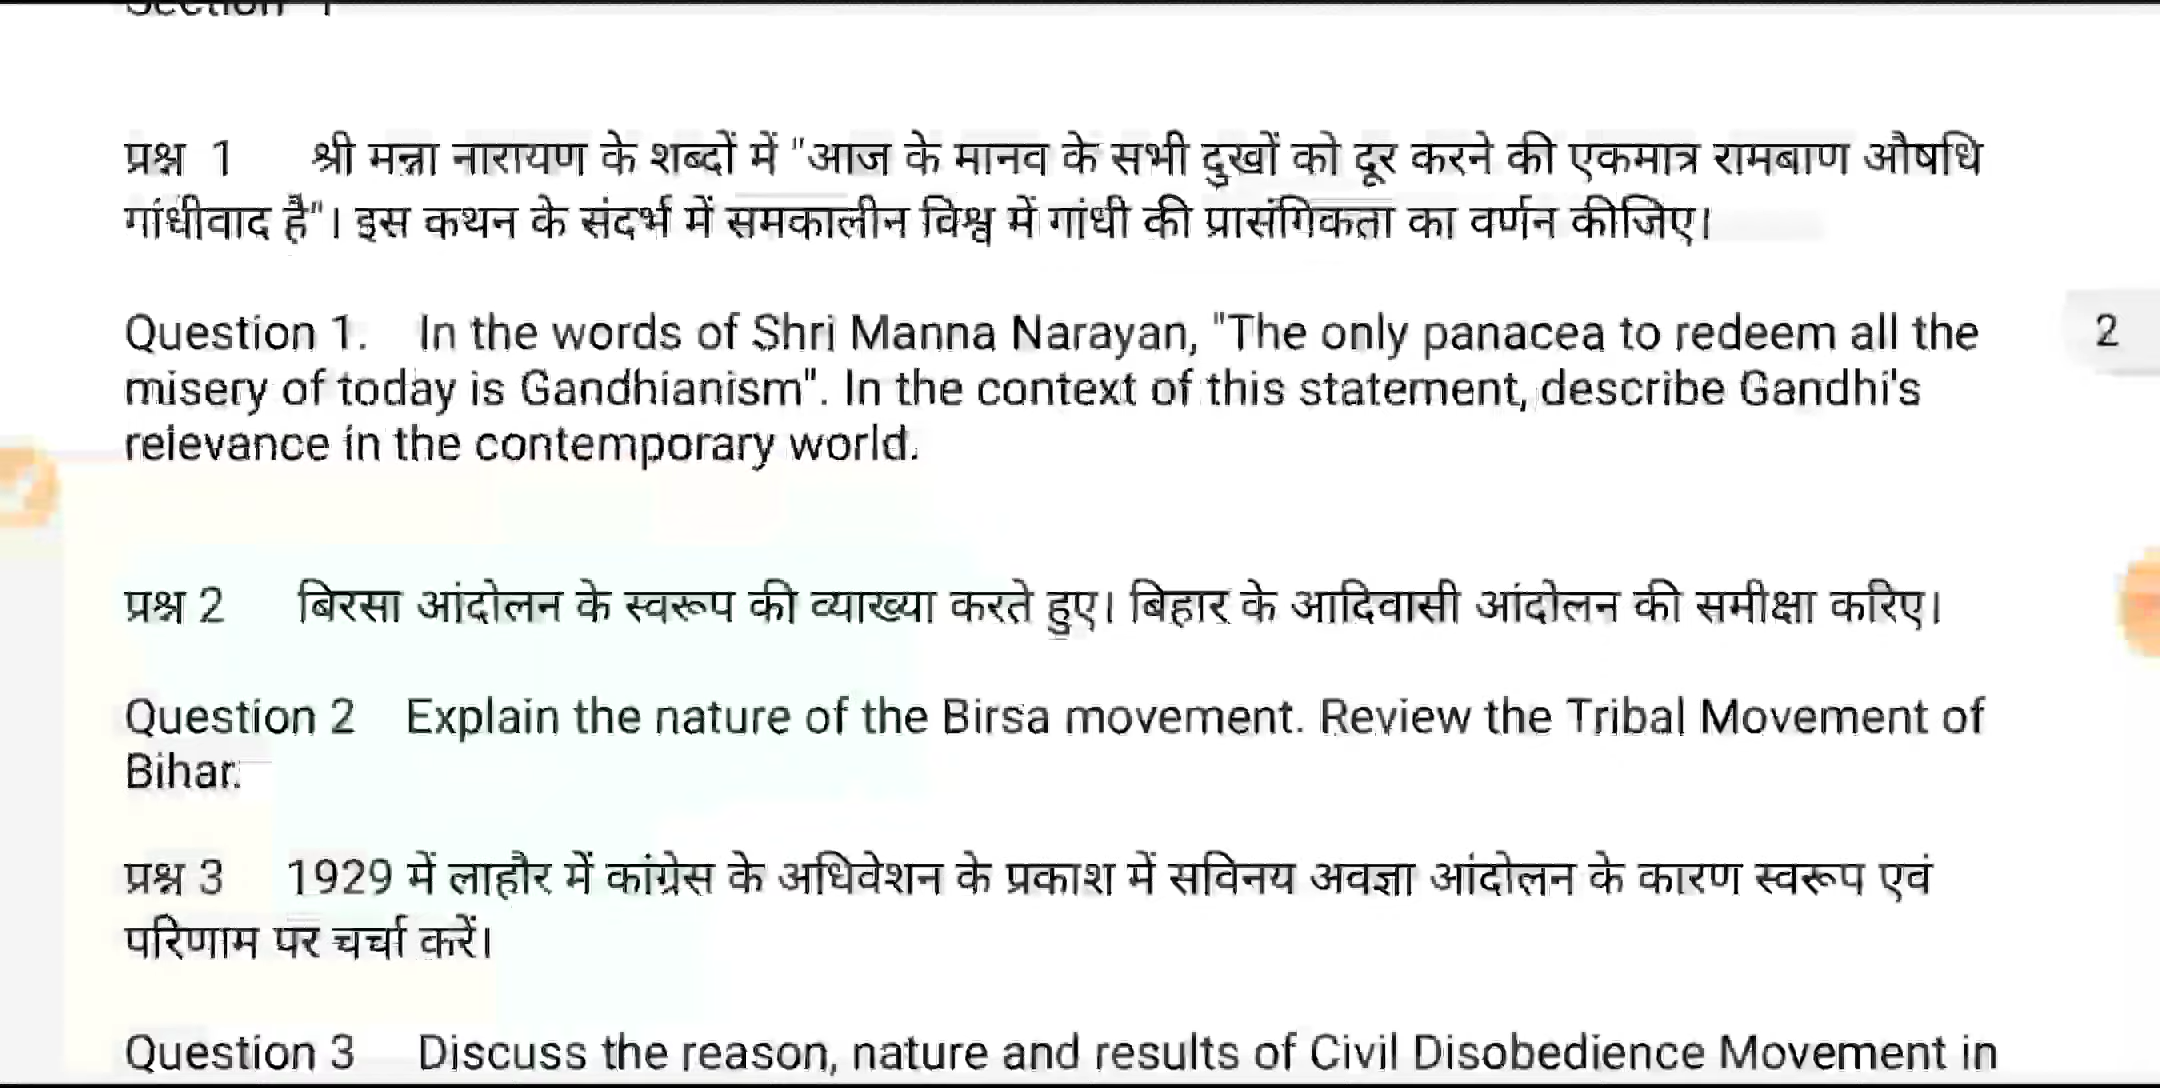 Section 1
प्रश्न 1 श्री मन्ना नारायण के शब्दों में "आज के मानव के सभी दुखों को दूर करने की एकमात्र रामबाण औषधि
गांधीवाद है"। इस कथन के संदर्भ में समकालीन विश्व में गांधी की प्रासंगिकता का वर्णन कीजिए।
Question 1. In the words of Shri Manna Narayan, "The only panacea to redeem all the
misery of today is Gandhianism". In the context of this statement, describe Gandhi's
relevance in the contemporary world.
2
प्रश्न 2 बिरसा आंदोलन के स्वरूप की व्याख्या करते हुए। बिहार के आदिवासी आंदोलन की समीक्षा करिए।
Question 2 Explain the nature of the Birsa movement. Review the Tribal Movement of
Bihar.
प्रश्न 3 1929 में लाहौर में कांग्रेस के अधिवेशन के प्रकाश में सविनय अवज्ञा आंदोलन के कारण स्वरूप एवं
परिणाम पर चर्चा करें।
Question 3 Discuss the reason, nature and results of Civil Disobedience Movement in